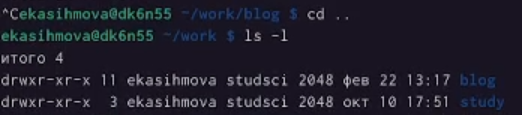 ^Cekasihmova@dk6n55 ~/work/blog $ cd ..
ekasihmova@dk6n55 ~/work $ ls -l
итого 4
drwxr-xr-x 11 ekasihmova studsci 2048 фев 22 13:17 blog
drwxr-xr-x  3 ekasihmova studsci 2048 окт 10 17:51 study